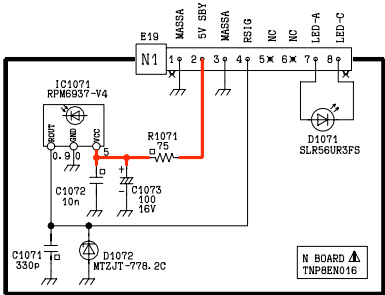 MASSA
5V SBY
MASSA
RSIG
NC
NC
LED-A
LED-C
E19
N1
1
2
3
4
5
6
7
8
IC1071
RPM6937-V4
ROUT
GND
VCC
0.9
0
5
R1071
75
D1071
SLR56UR3FS
C1072
10n
C1073
100
16V
C1071
330p
D1072
MTZJT-778.2C
N BOARD
TNP8EN016